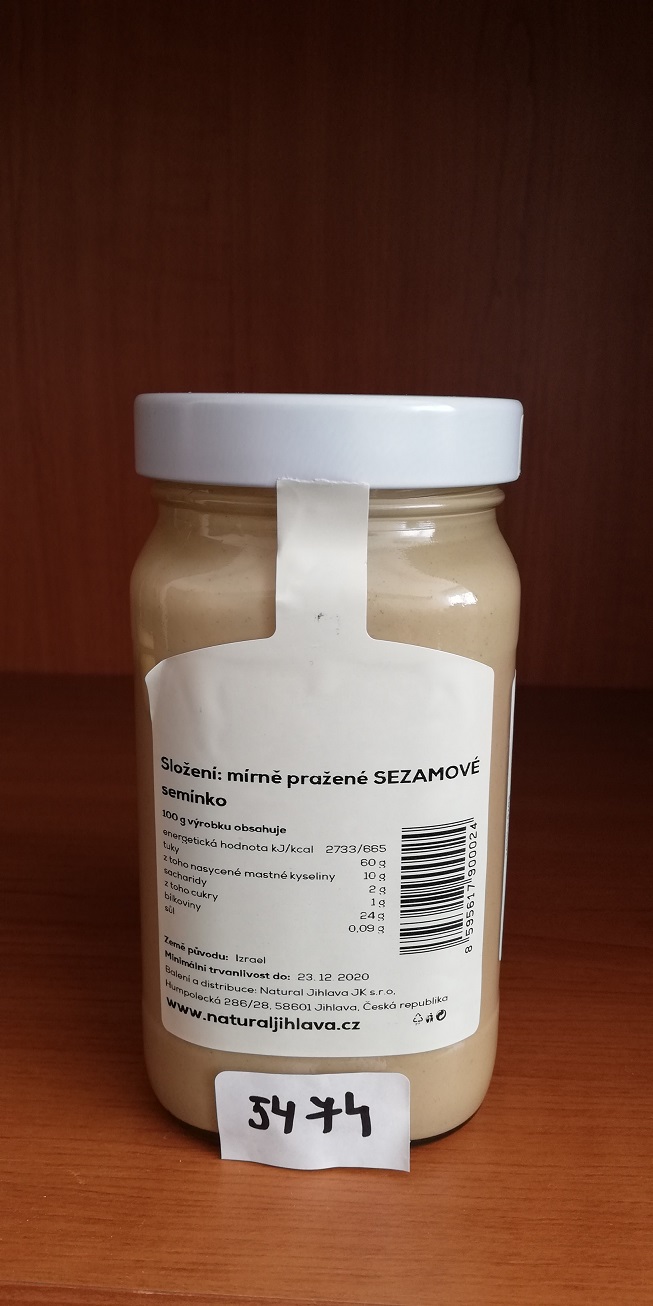 Složení: mírně pražené SEZAMOVÉ
semínko
100 g výrobku obsahuje
energetická hodnota kJ/kcal 2733/665
tuky 60 g
z toho nasycené mastné kyseliny 10 g
sacharidy 2 g
z toho cukry 1 g
bílkoviny 24 g
sůl 0,09 g
8 595617 900024
Země původu: Izrael
Minimální trvanlivost do: 23. 12. 2020
Balení a distribuce: Natural Jihlava JK s.r.o,
Humpolecká 286/28, 58601 Jihlava, Česká republika
www.naturaljihlava.cz
5474